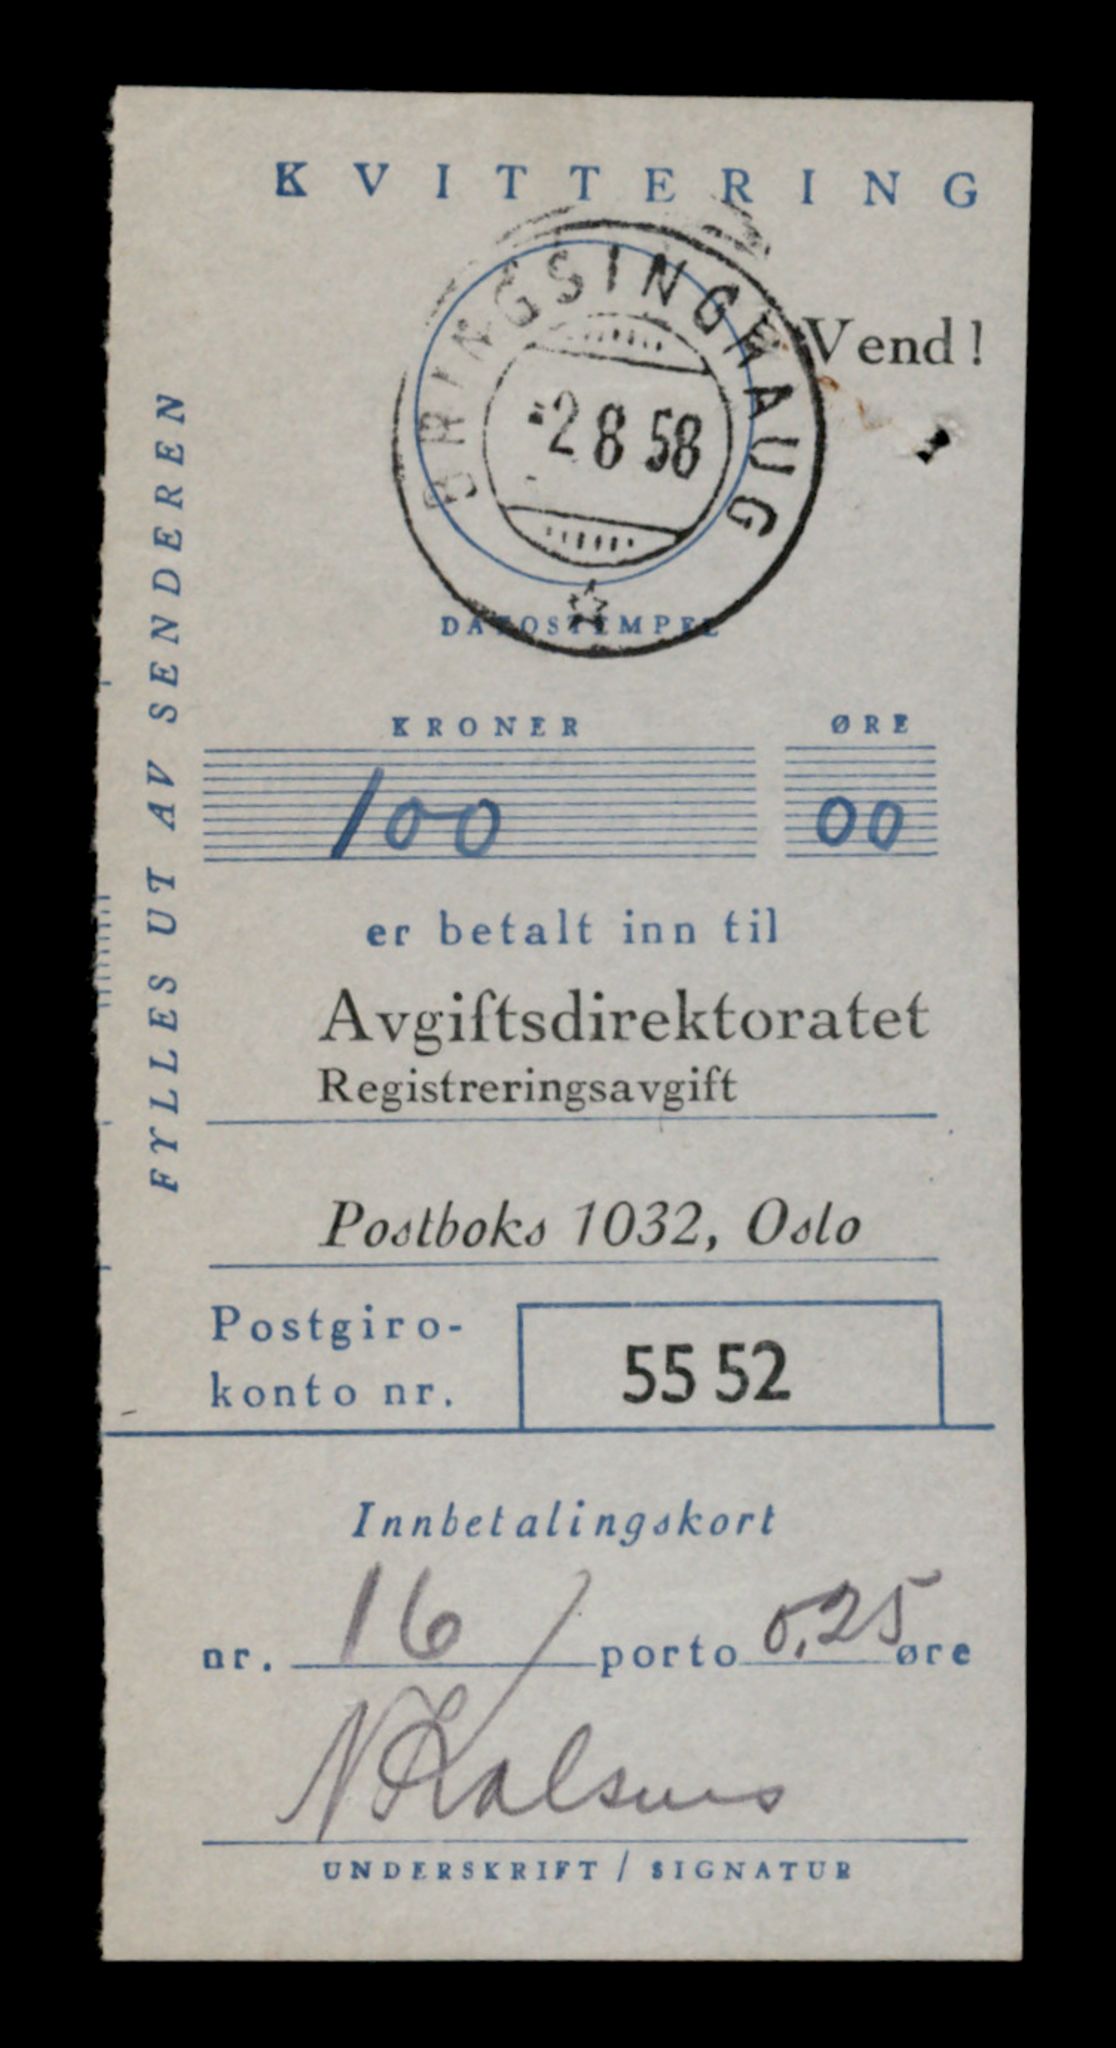 KVITTERING
Vend!
BRINGSINGHAUG
-2 8 58
DATOSTEMPEL
FYLLES UT AV SENDEREN
KRONER ØRE
100 00
er betalt inn til
Avgiftsdirektoratet
Registreringsavgift
Postboks 1032, Oslo
Postgiro-
konto nr.
55 52
Innbetalingskort
nr. 16 / porto 0,25 øre
UNDERSKRIFT / SIGNATUR